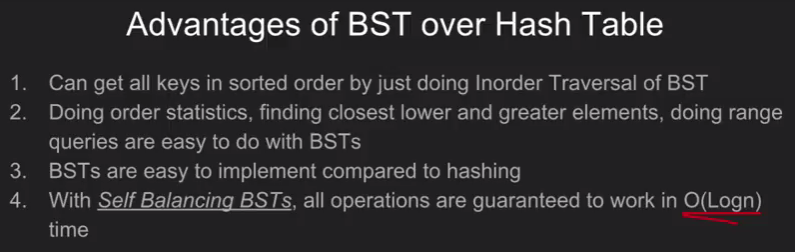 Advantages of BST over Hash Table
1. Can get all keys in sorted order by just doing Inorder Traversal of BST
2. Doing order statistics, finding closest lower and greater elements, doing range
queries are easy to do with BSTs
3. BSTs are easy to implement compared to hashing
4. With Self Balancing BSTs, all operations are guaranteed to work in O(Logn)
time